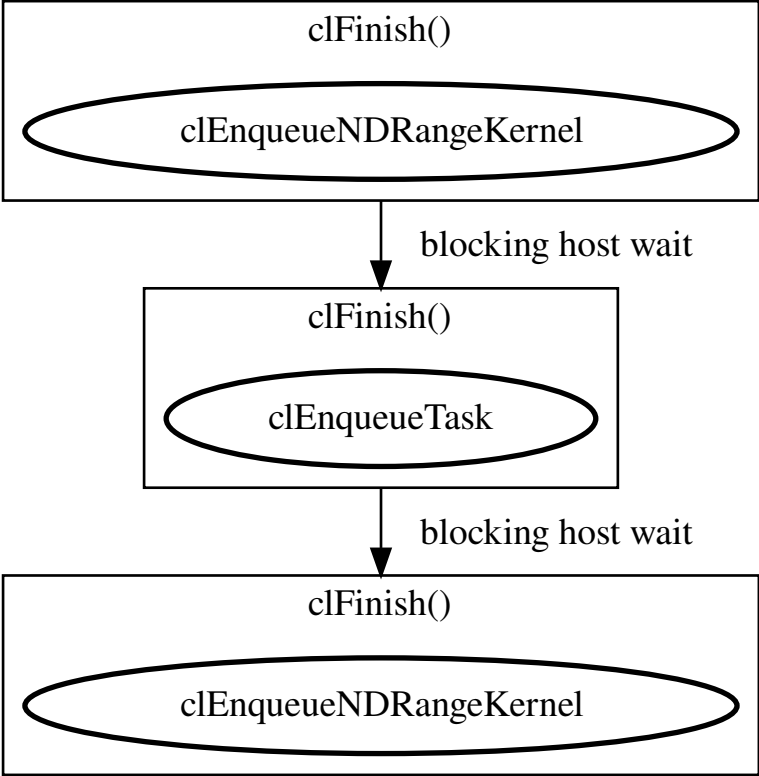 clFinish()
clEnqueueNDRangeKernel
blocking host wait
clFinish()
clEnqueueTask
blocking host wait
clFinish()
clEnqueueNDRangeKernel